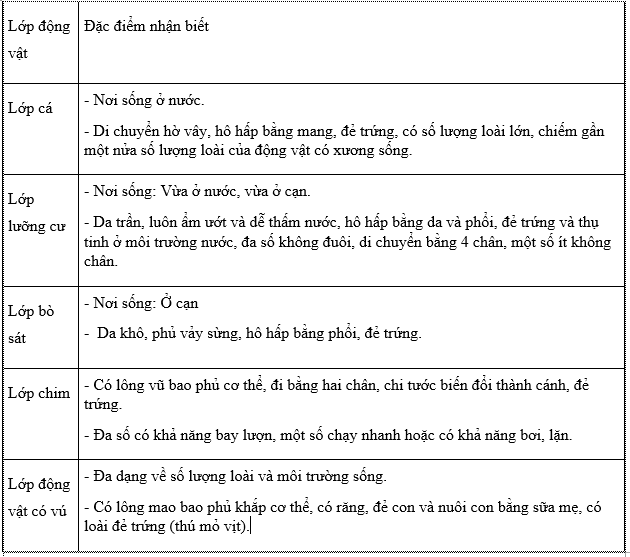 Lớp động
vật
Đặc điểm nhận biết
Lớp cá
- Nơi sống ở nước.
- Di chuyển hờ vây, hô hấp bằng mang, đẻ trứng, có số lượng loài lớn, chiếm gần
một nửa số lượng loài của động vật có xương sống.
Lớp
lưỡng cư
- Nơi sống: Vừa ở nước, vừa ở cạn.
- Da trần, luôn ẩm ướt và dễ thấm nước, hô hấp bằng da và phổi, đẻ trứng và thụ
tinh ở môi trường nước, đa số không đuôi, di chuyển bằng 4 chân, một số ít không
chân.
Lớp bò
sát
- Nơi sống: Ở cạn
- Da khô, phủ vảy sừng, hô hấp bằng phổi, đẻ trứng.
Lớp chim
- Có lông vũ bao phủ cơ thể, đi bằng hai chân, chi tước biến đổi thành cánh, đẻ
trứng.
- Đa số có khả năng bay lượn, một số chạy nhanh hoặc có khả năng bơi, lặn.
Lớp động
vật có vú
- Đa dạng về số lượng loài và môi trường sống.
- Có lông mao bao phủ khắp cơ thể, có răng, đẻ con và nuôi con bằng sữa mẹ, có
loài đẻ trứng (thú mỏ vịt).